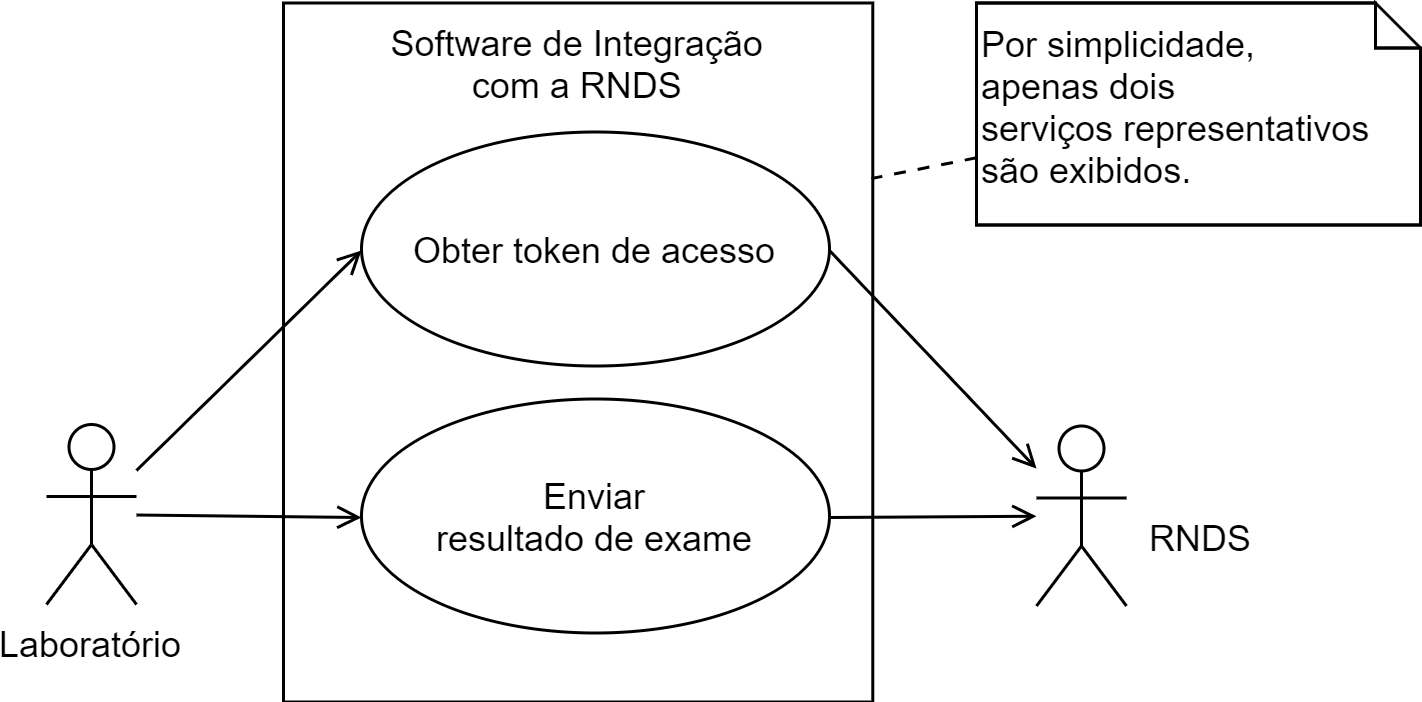 Software de Integração
com a RNDS
Por simplicidade,
apenas dois
serviços representativos
são exibidos.
Obter token de acesso
Enviar
resultado de exame
RNDS
Laboratório